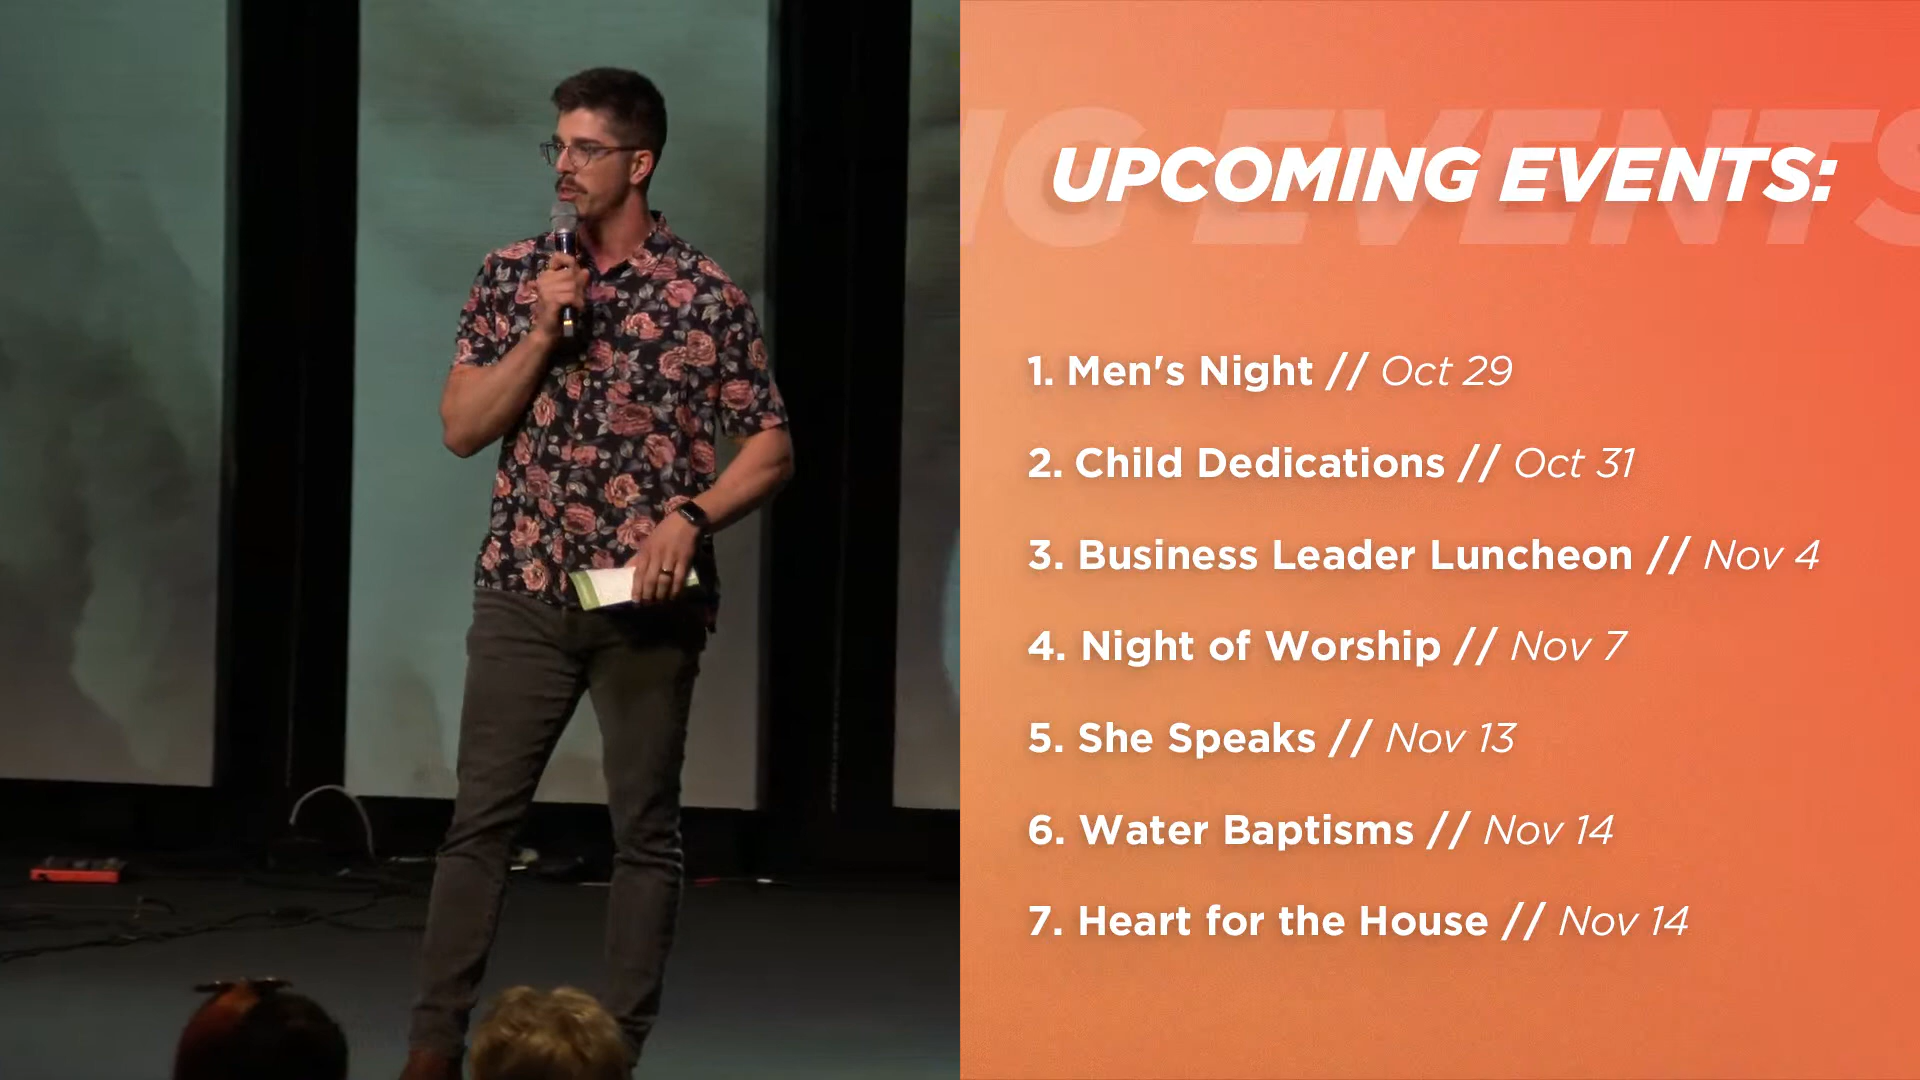 NG EVENTS
UPCOMING EVENTS:
1. Men's Night // Oct 29
2. Child Dedications // Oct 31
3. Business Leader Luncheon // Nov 4
4. Night of Worship // Nov 7
5. She Speaks // Nov 13
6. Water Baptisms // Nov 14
7. Heart for the House // Nov 14